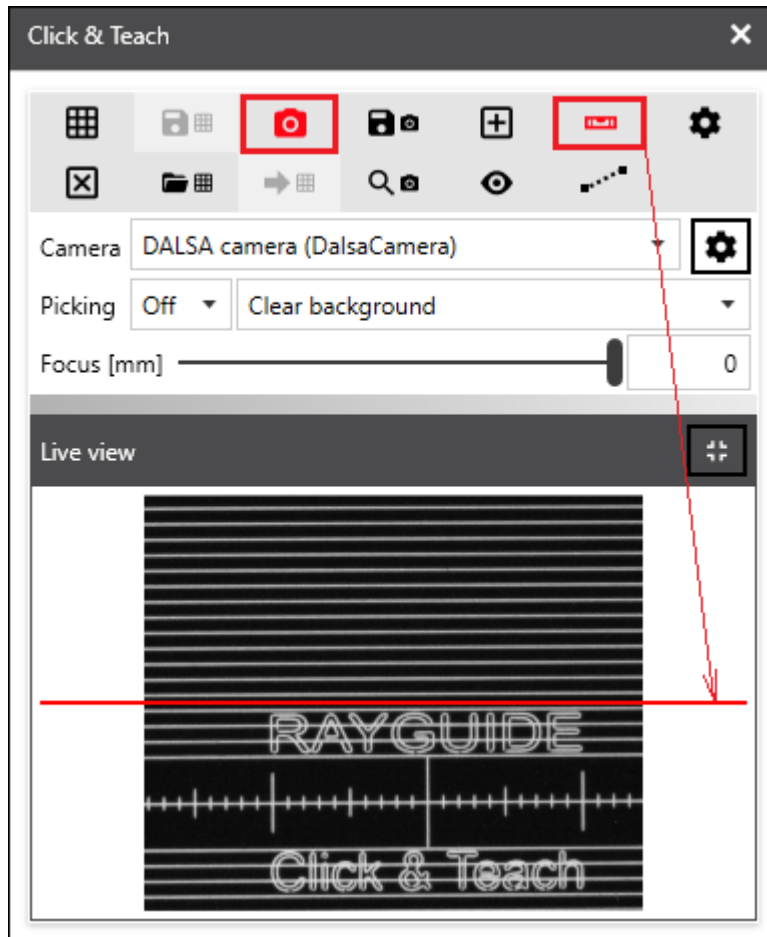 Click & Teach
Camera DALSA camera (DalsaCamera)
Picking Off Clear background
Focus [mm] 0
Live view
RAYGUIDE
Click & Teach